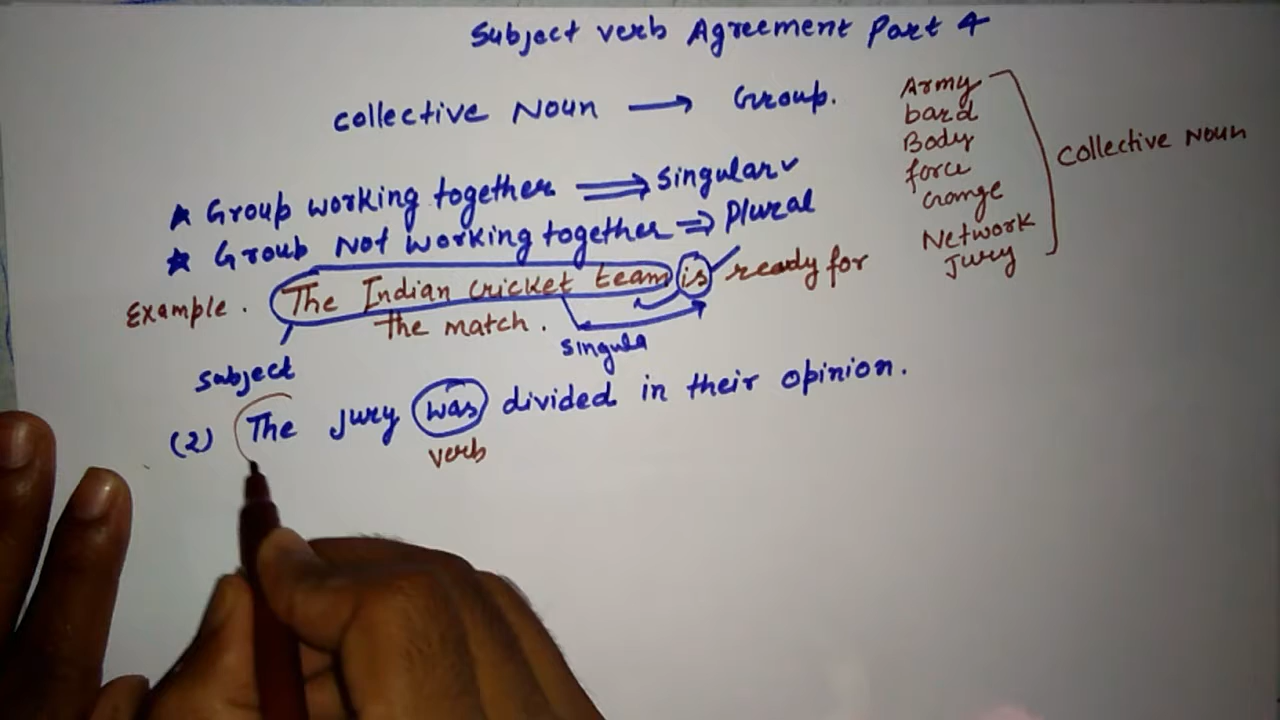 Subject verb Agreement Part 4
collective Noun → Group.
Army
band
Body
force
Network
Jury
Collective Noun
★ Group working together ⇒ Singular ✓
★ Group Not working together ⇒ Plural
Example. The Indian cricket team is ready for
the match.
Singula
Subject
(2) The jury was divided in their opinion.
verb